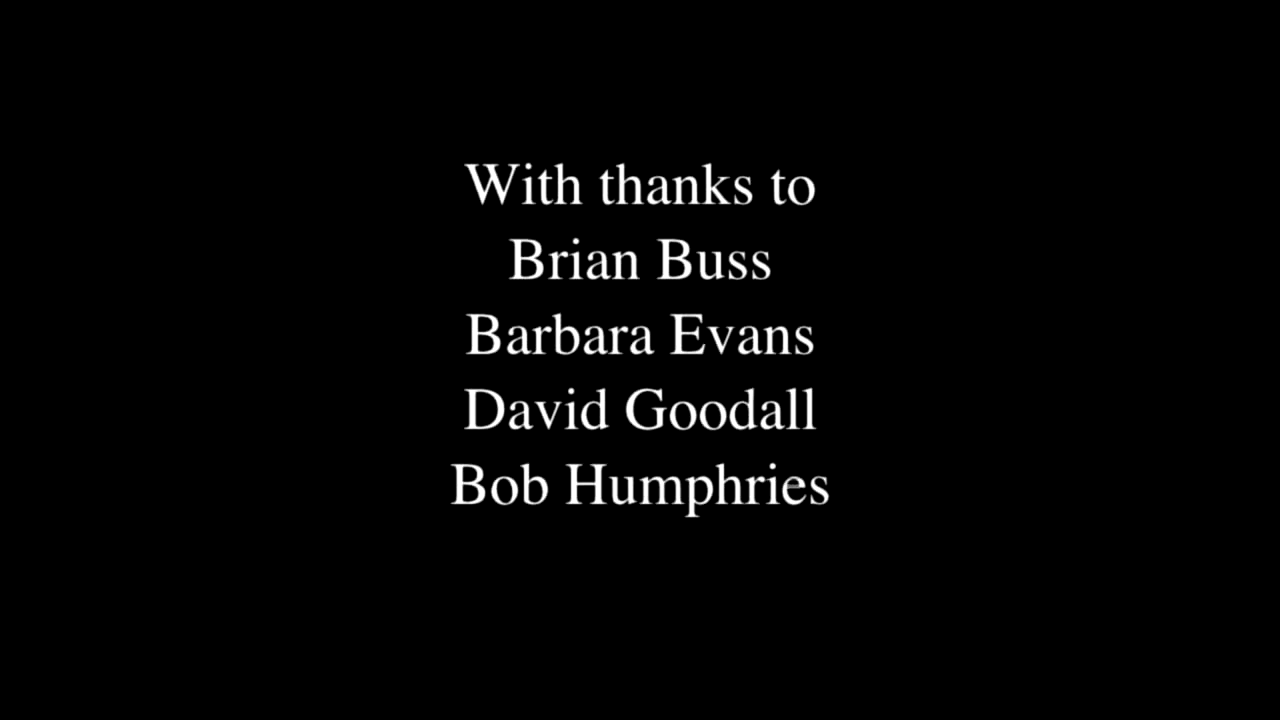 With thanks to
Brian Buss
Barbara Evans
David Goodall
Bob Humphries